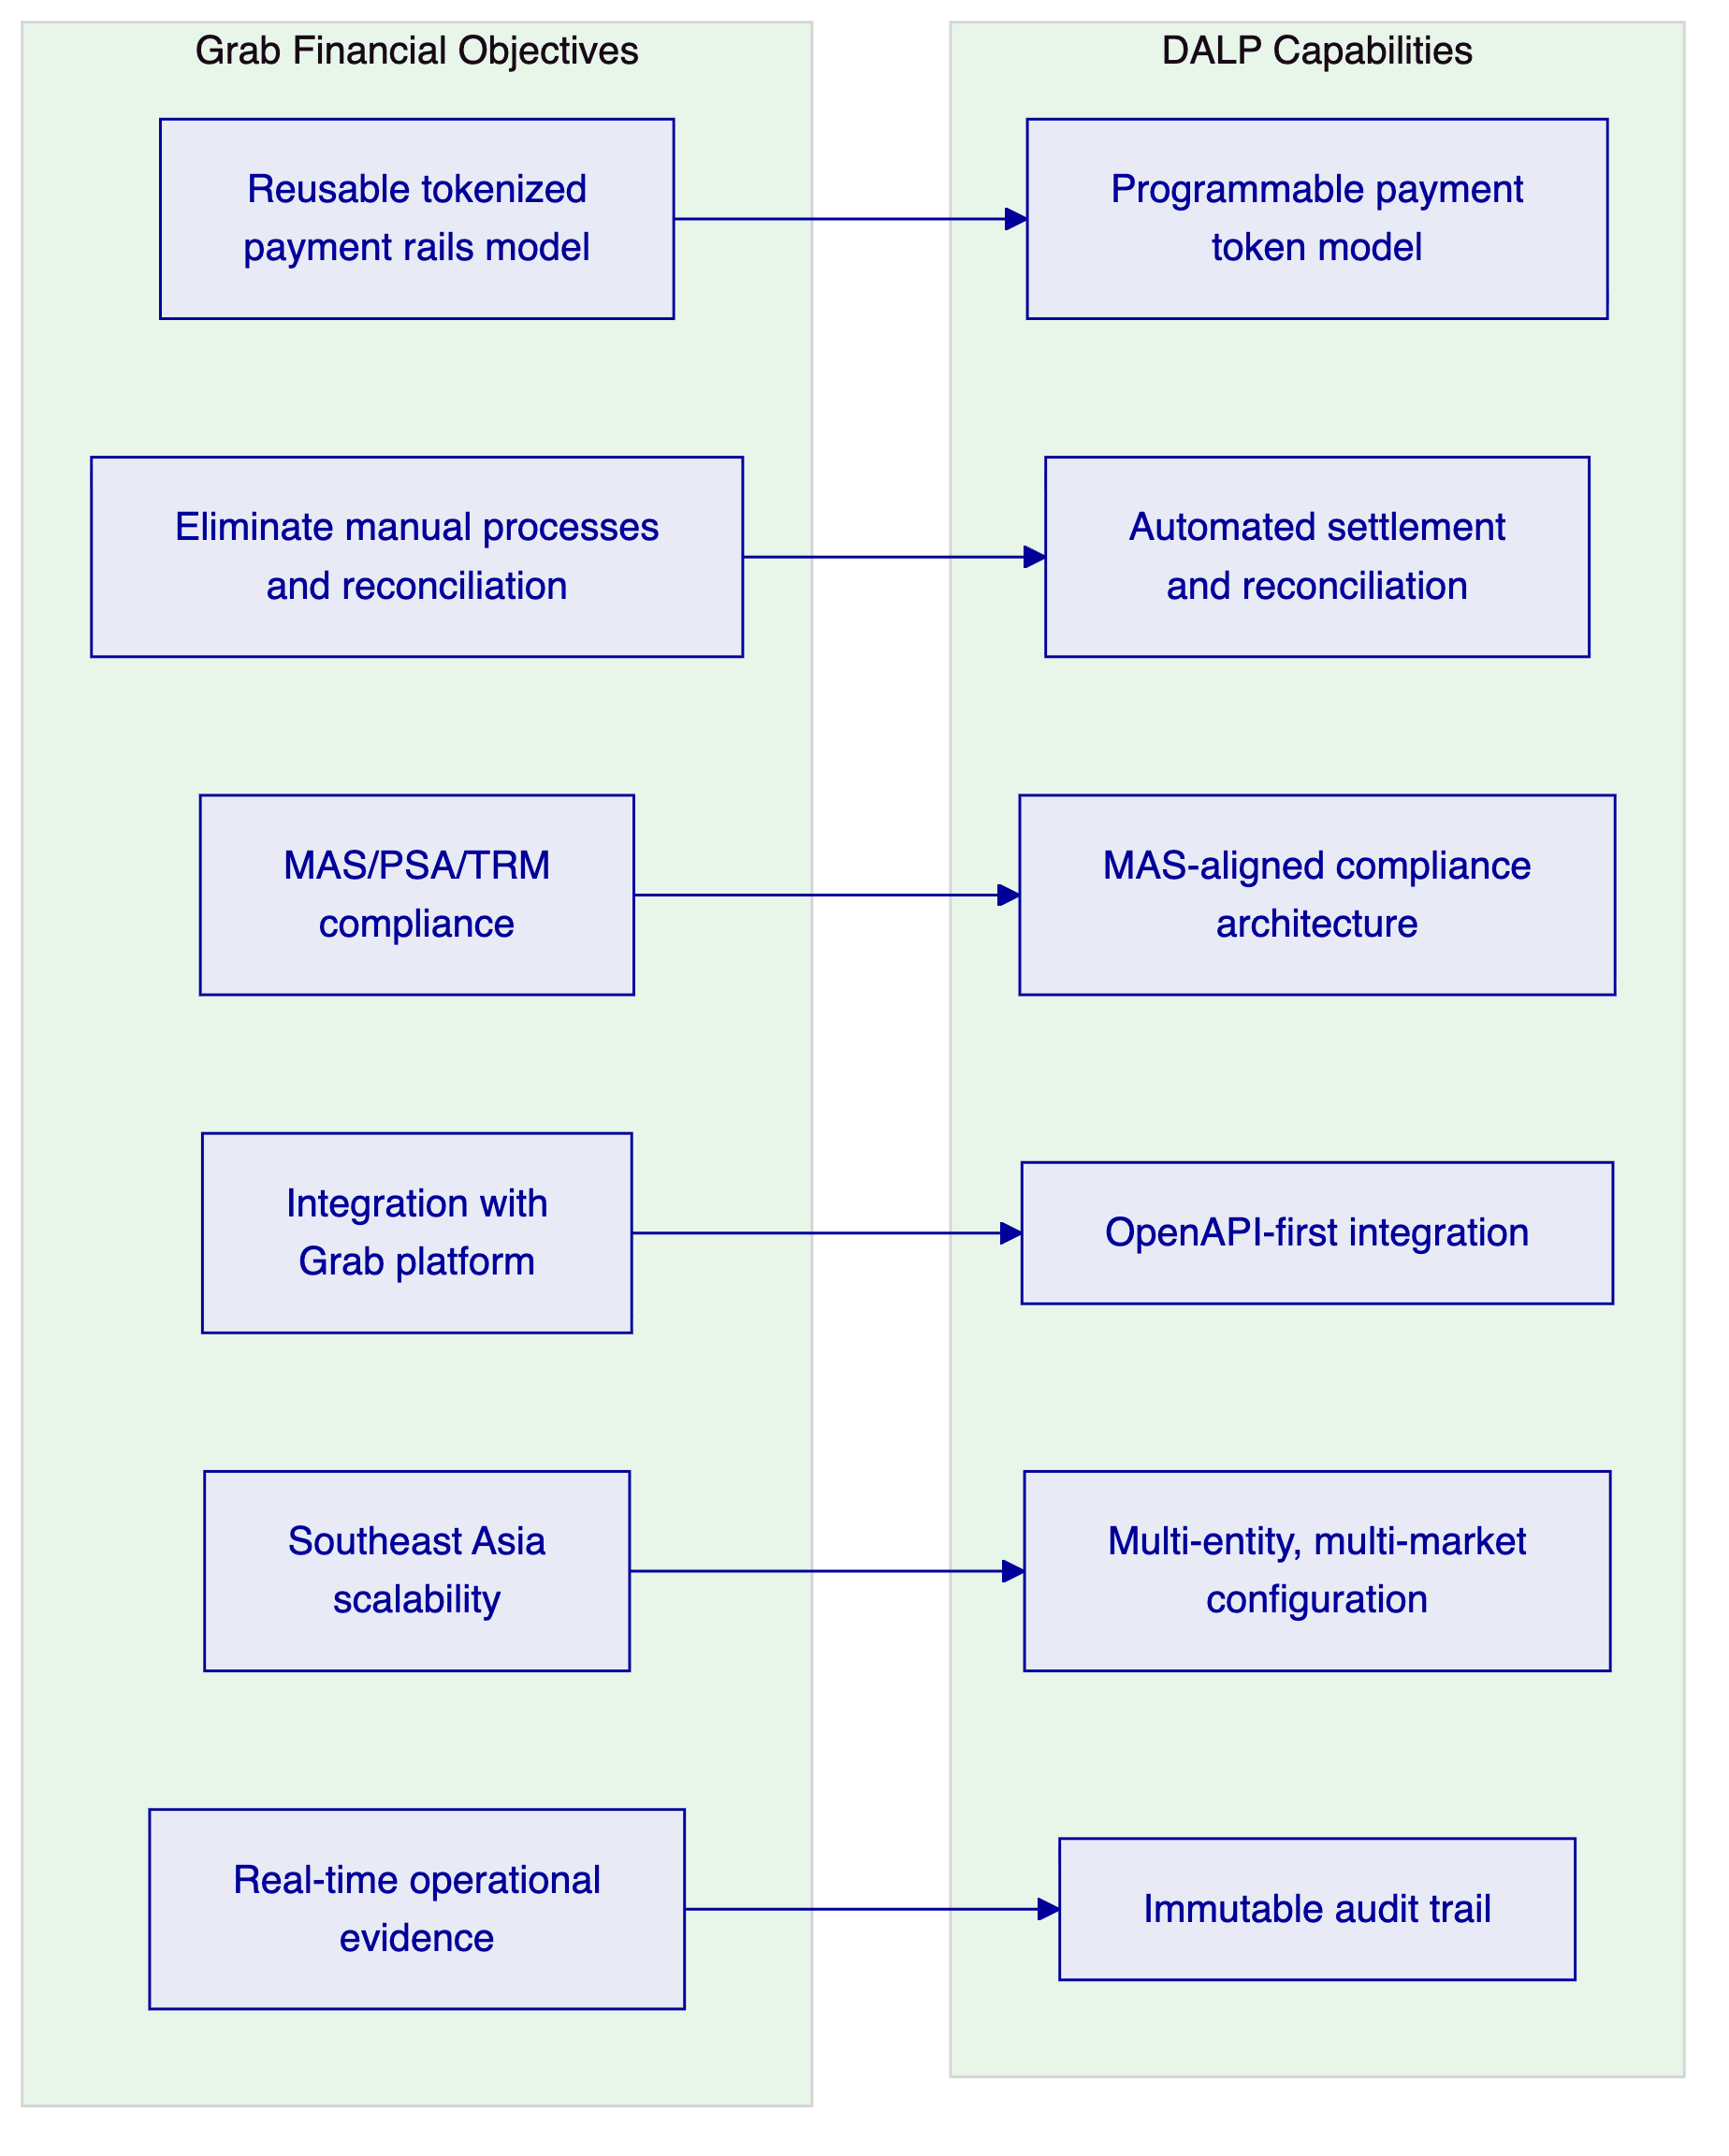 Grab Financial Objectives
DALP Capabilities
Reusable tokenized
payment rails model
Programmable payment
token model
Eliminate manual processes
and reconciliation
Automated settlement
and reconciliation
MAS/PSA/TRM
compliance
MAS-aligned compliance
architecture
Integration with
Grab platform
OpenAPI-first integration
Southeast Asia
scalability
Multi-entity, multi-market
configuration
Real-time operational
evidence
Immutable audit trail